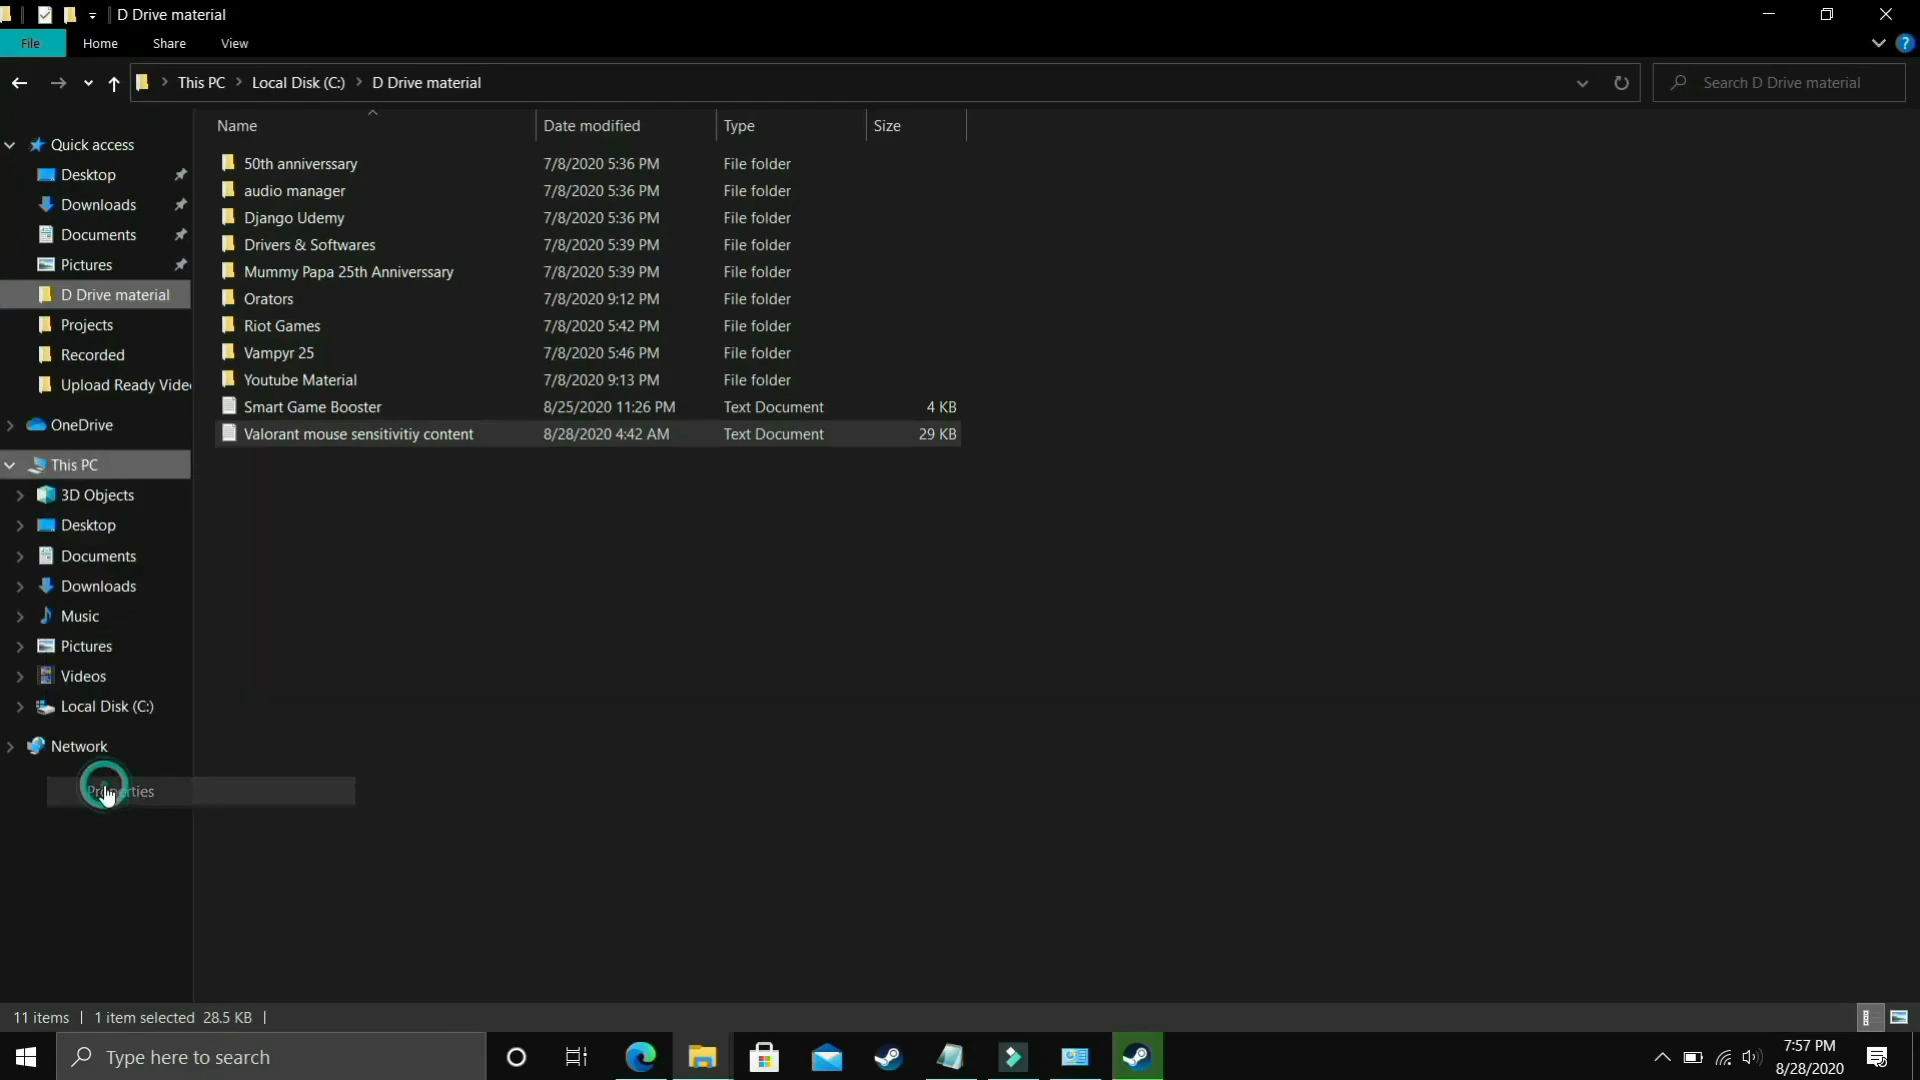 D Drive material
File Home Share View
This PC Local Disk (C:) D Drive material
Search D Drive material
Name Date modified Type Size
Quick access
Desktop
Downloads
Documents
Pictures
D Drive material
Projects
Recorded
Upload Ready Vide
OneDrive
This PC
3D Objects
Desktop
Documents
Downloads
Music
Pictures
Videos
Local Disk (C:)
Network
50th anniverssary 7/8/2020 5:36 PM File folder
audio manager 7/8/2020 5:36 PM File folder
Django Udemy 7/8/2020 5:36 PM File folder
Drivers & Softwares 7/8/2020 5:39 PM File folder
Mummy Papa 25th Anniverssary 7/8/2020 5:39 PM File folder
Orators 7/8/2020 9:12 PM File folder
Riot Games 7/8/2020 5:42 PM File folder
Vampyr 25 7/8/2020 5:46 PM File folder
Youtube Material 7/8/2020 9:13 PM File folder
Smart Game Booster 8/25/2020 11:26 PM Text Document 4 KB
Valorant mouse sensitivitiy content 8/28/2020 4:42 AM Text Document 29 KB
Properties
11 items 1 item selected 28.5 KB
Type here to search
7:57 PM
8/28/2020